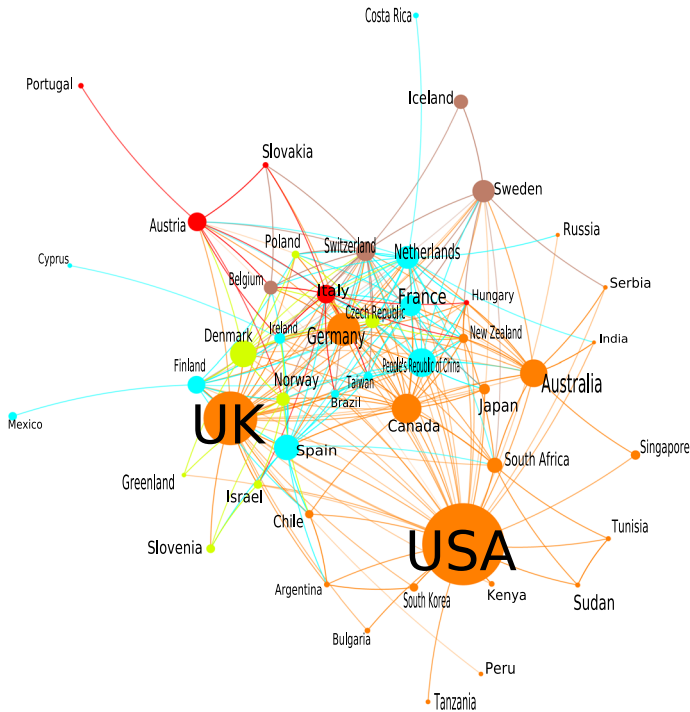 Costa Rica
Portugal
Iceland
Slovakia
Sweden
Austria
Russia
Poland
Switzerland
Netherlands
Cyprus
Belgium
Serbia
Italy
France
Hungary
Czech Republic
Ireland
Denmark
Germany
New Zealand
India
Finland
People's Republic of China
Norway
Taiwan
Australia
Brazil
Japan
Mexico
UK
Canada
Spain
Singapore
South Africa
Greenland
Israel
Chile
Tunisia
Slovenia
USA
Argentina
South Korea
Kenya
Sudan
Bulgaria
Peru
Tanzania